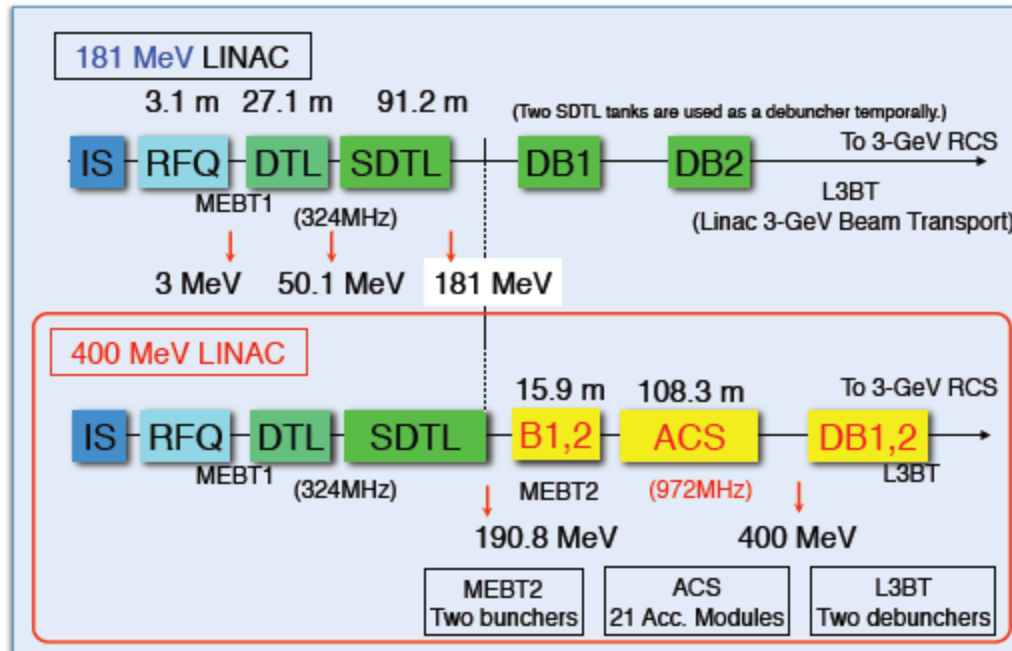 181 MeV LINAC
3.1 m 27.1 m 91.2 m
(Two SDTL tanks are used as a debuncher temporally.)
To 3-GeV RCS
IS RFQ DTL SDTL DB1 DB2
MEBT1 (324MHz)
L3BT
(Linac 3-GeV Beam Transport)
3 MeV 50.1 MeV 181 MeV
400 MeV LINAC
15.9 m 108.3 m To 3-GeV RCS
IS RFQ DTL SDTL B1,2 ACS DB1,2
MEBT1 (324MHz) MEBT2 (972MHz) L3BT
190.8 MeV 400 MeV
MEBT2
Two bunchers
ACS
21 Acc. Modules
L3BT
Two debunchers